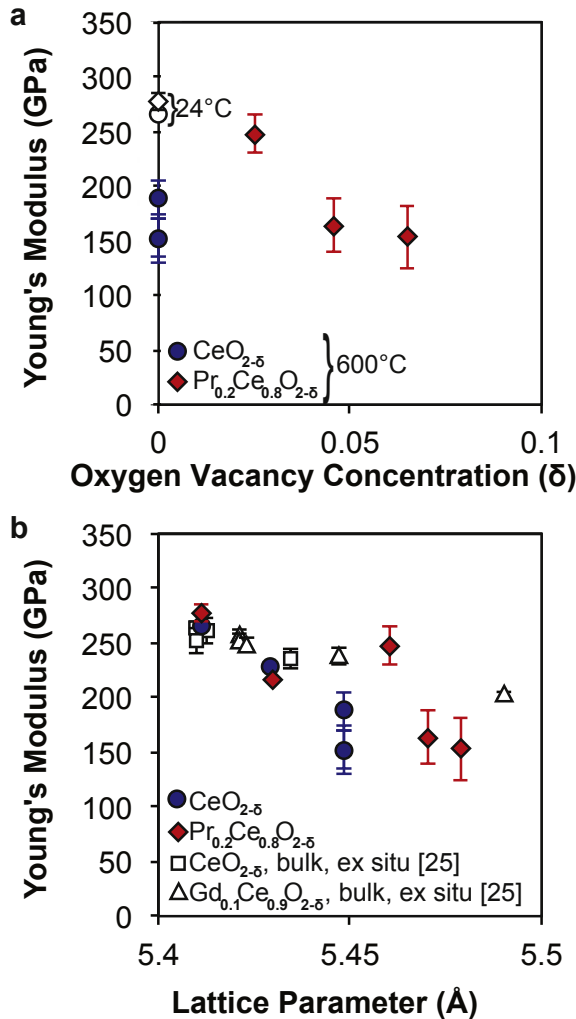 a
350
300
250
200
150
100
50
0
Young's Modulus (GPa)
}24°C
CeO2-δ
Pr0.2Ce0.8O2-δ
}600°C
0 0.05 0.1
Oxygen Vacancy Concentration (δ)
b
350
300
250
200
150
100
50
0
Young's Modulus (GPa)
CeO2-δ
Pr0.2Ce0.8O2-δ
CeO2-δ, bulk, ex situ [25]
Gd0.1Ce0.9O2-δ, bulk, ex situ [25]
5.4 5.45 5.5
Lattice Parameter (Å)